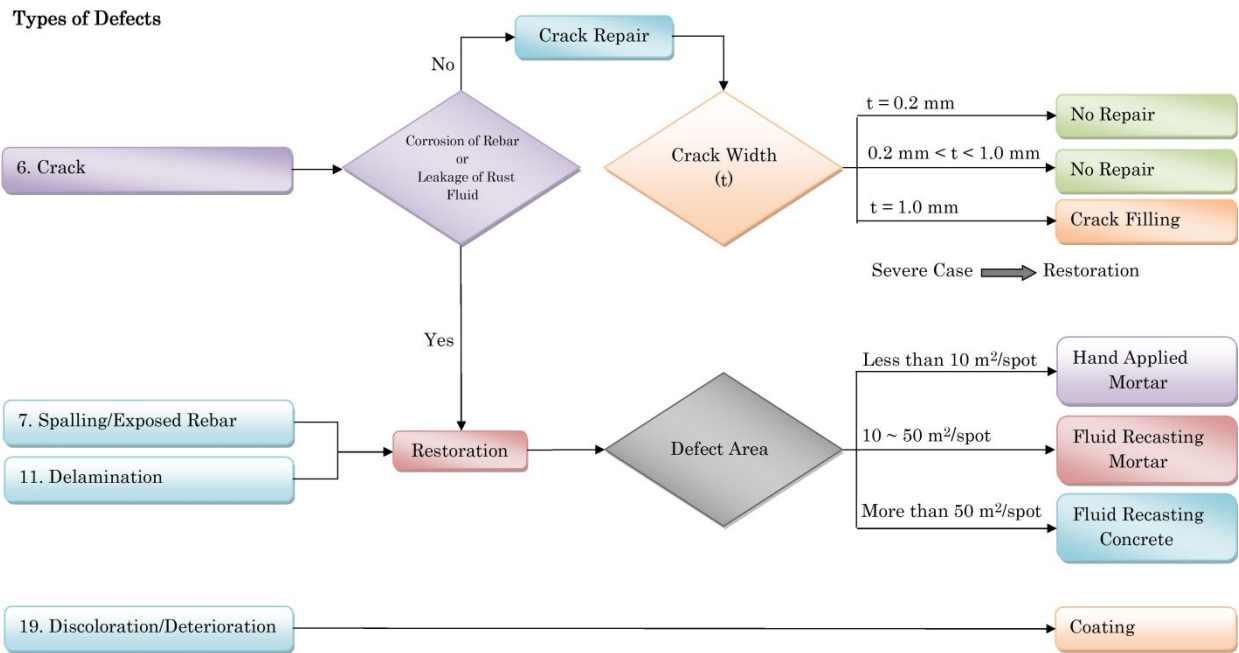 Types of Defects
Crack Repair
No
t = 0.2 mm
No Repair
6. Crack
Corrosion of Rebar
or
Leakage of Rust
Fluid
Crack Width
(t)
0.2 mm < t < 1.0 mm
No Repair
t = 1.0 mm
Crack Filling
Severe Case
Restoration
Yes
Less than 10 m²/spot
Hand Applied
Mortar
7. Spalling/Exposed Rebar
Restoration
Defect Area
10 ~ 50 m²/spot
Fluid Recasting
Mortar
11. Delamination
More than 50 m²/spot
Fluid Recasting
Concrete
19. Discoloration/Deterioration
Coating